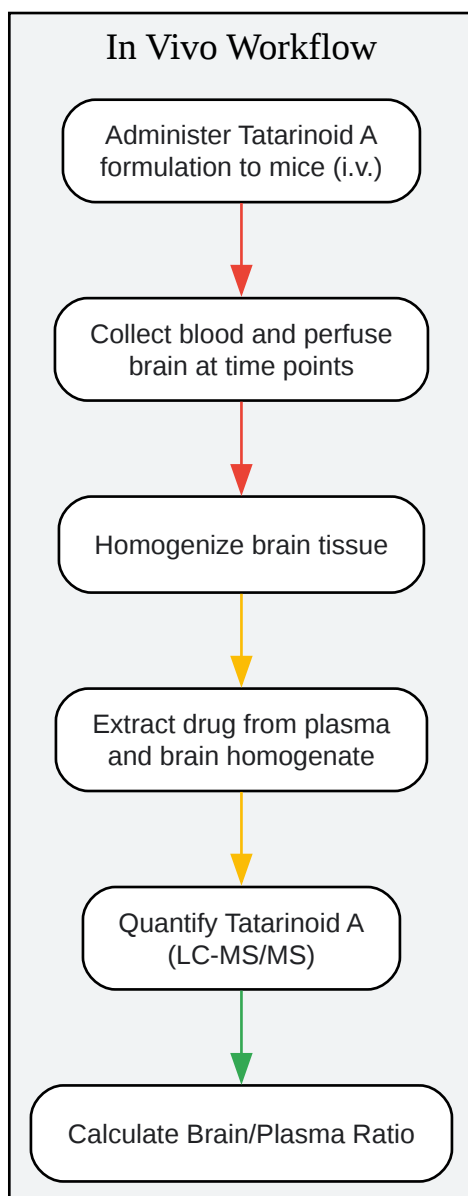 In Vivo Workflow
Administer Tatarinoid A
formulation to mice (i.v.)
Collect blood and perfuse
brain at time points
Homogenize brain tissue
Extract drug from plasma
and brain homogenate
Quantify Tatarinoid A
(LC-MS/MS)
Calculate Brain/Plasma Ratio